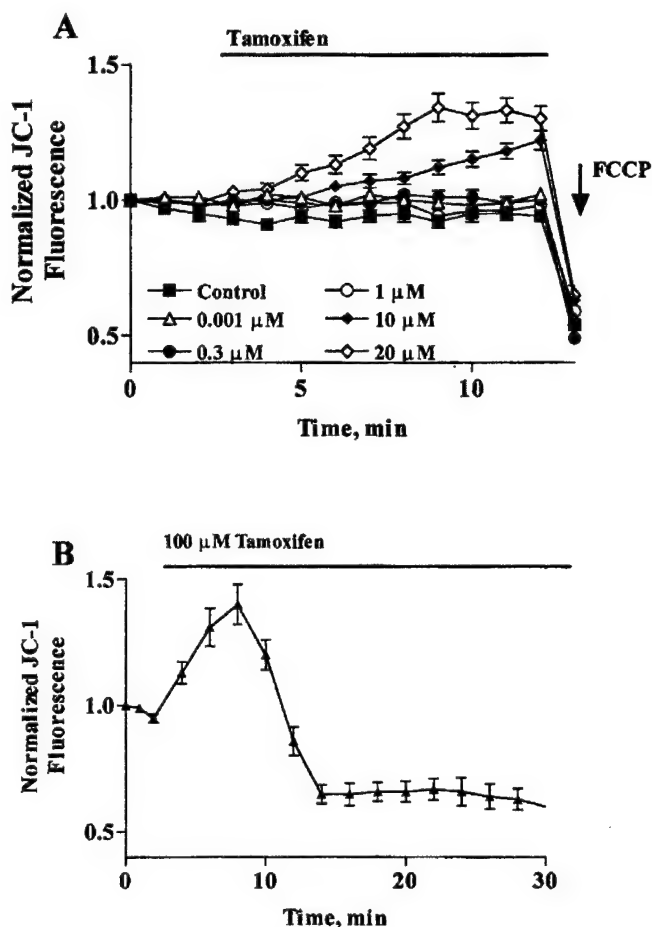 A
Tamoxifen
1.5
1.0
0.5
Normalized JC-1
Fluorescence
FCCP
Control
0.001 µM
0.3 µM
1 µM
10 µM
20 µM
0
5
10
Time, min
B
100 µM Tamoxifen
1.5
1.0
0.5
Normalized JC-1
Fluorescence
0
10
20
30
Time, min